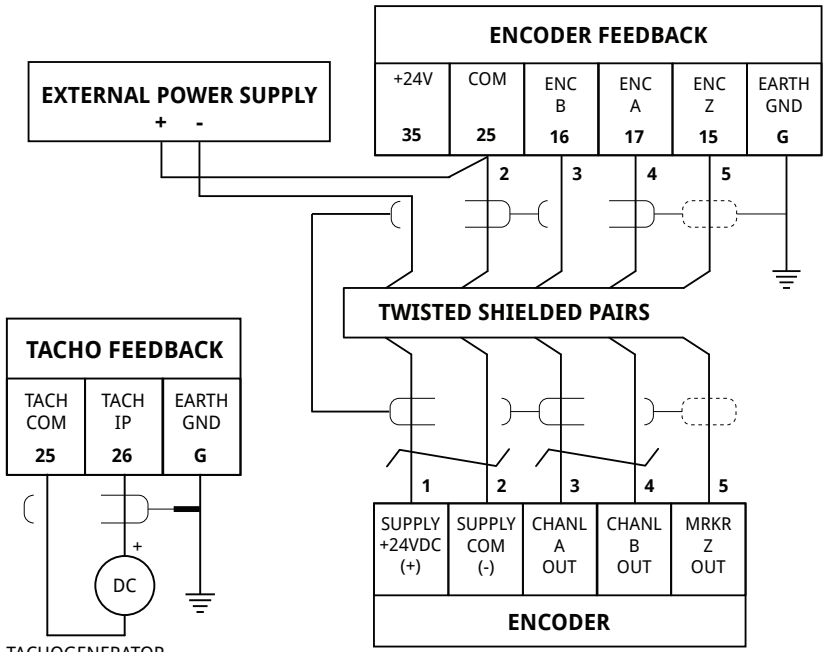 ENCODER FEEDBACK
+24V COM ENC B ENC A ENC Z EARTH GND
35 25 16 17 15 G
EXTERNAL POWER SUPPLY
+ -
2 3 4 5
TWISTED SHIELDED PAIRS
TACHO FEEDBACK
TACH COM TACH IP EARTH GND
25 26 G
+
DC
TACHOGENERATOR
1 2 3 4 5
SUPPLY +24VDC (+) SUPPLY COM (-) CHANL A OUT CHANL B OUT MRKR Z OUT
ENCODER